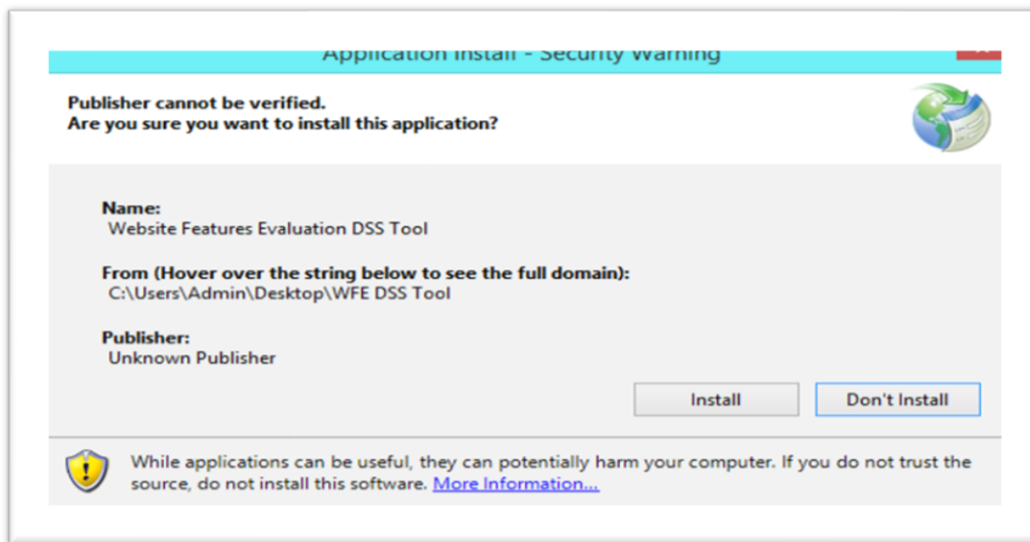 Application Install - Security Warning
Publisher cannot be verified.
Are you sure you want to install this application?
Name:
Website Features Evaluation DSS Tool
From (Hover over the string below to see the full domain):
C:\Users\Admin\Desktop\WFE DSS Tool
Publisher:
Unknown Publisher
Install
Don't Install
While applications can be useful, they can potentially harm your computer. If you do not trust the
source, do not install this software. More Information...